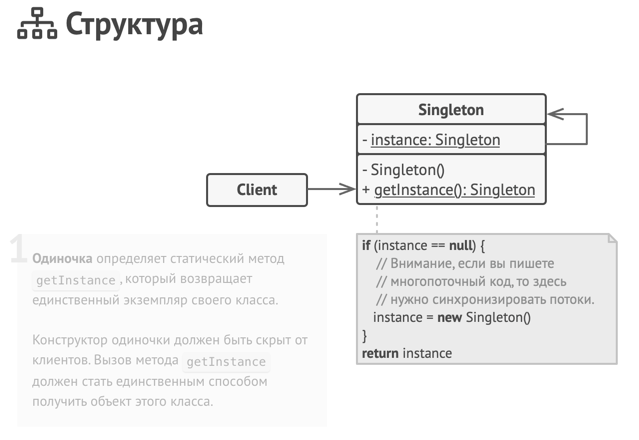 Структура
Singleton
- instance: Singleton
- Singleton()
+ getInstance(): Singleton
Client
1
Одиночка определяет статический метод
getInstance, который возвращает
единственный экземпляр своего класса.
Конструктор одиночки должен быть скрыт от
клиентов. Вызов метода getInstance
должен стать единственным способом
получить объект этого класса.
if (instance == null) {
// Внимание, если вы пишете
// многопоточный код, то здесь
// нужно синхронизировать потоки.
instance = new Singleton()
}
return instance